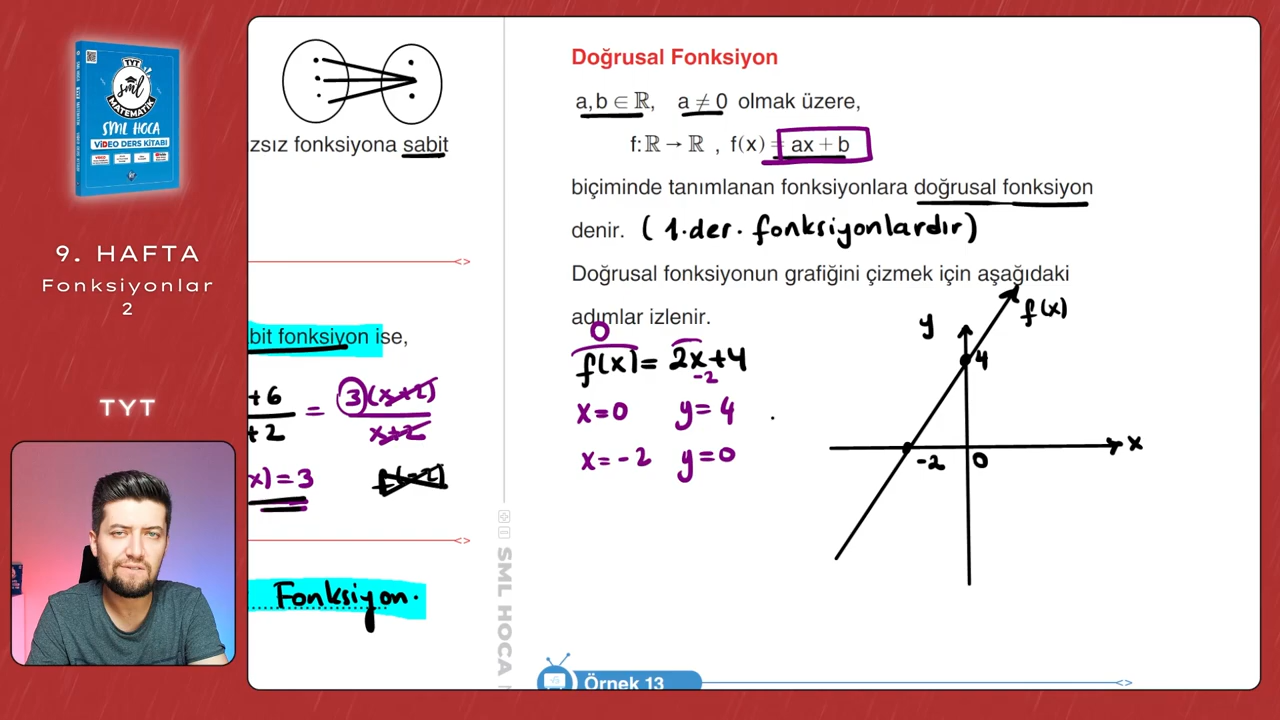 TYT
sml
MATEMATİK
SML HOCA
VİDEO DERS KİTABI
9. HAFTA
Fonksiyonlar
2
TYT
zsız fonksiyona sabit
bit fonksiyon ise,
+6 / +2 = 3(x+2) / x+2
x)=3 f(-2)
Fonksiyon.
SML HOCA
Doğrusal Fonksiyon
a,b ∈ ℝ, a ≠ 0 olmak üzere,
f: ℝ → ℝ , f(x) = ax + b
biçiminde tanımlanan fonksiyonlara doğrusal fonksiyon
denir. (1.der. fonksiyonlardır)
Doğrusal fonksiyonun grafiğini çizmek için aşağıdaki
adımlar izlenir.
0
f(x)= 2x+4
-2
x=0 y=4
x=-2 y=0
y
f(x)
4
x
-2 0
Örnek 13